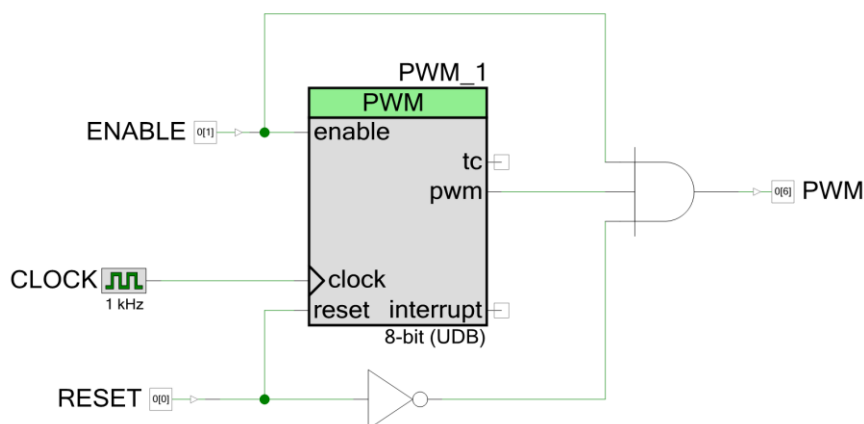 PWM_1
PWM
ENABLE 0[1]
enable
tc
pwm
0[6] PWM
CLOCK
1 kHz
clock
reset
interrupt
8-bit (UDB)
RESET 0[0]